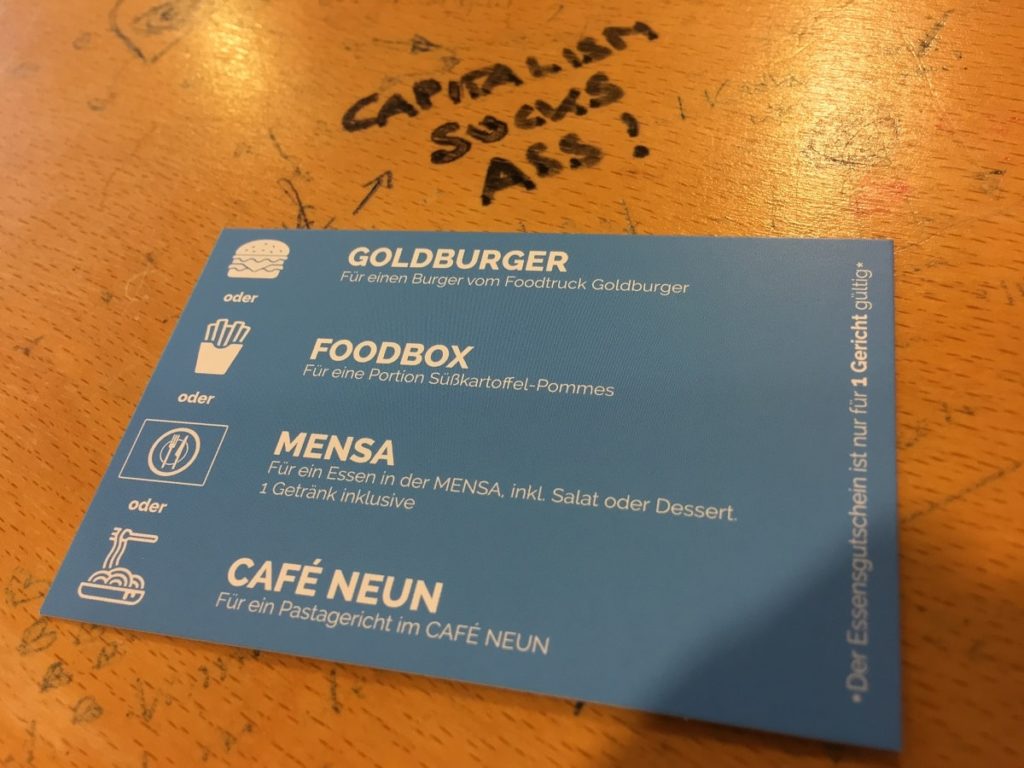 CAPITALISM
SUCKS
ASS!
GOLDBURGER
Für einen Burger vom Foodtruck Goldburger
oder
FOODBOX
Für eine Portion Süßkartoffel-Pommes
oder
MENSA
Für ein Essen in der MENSA, inkl. Salat oder Dessert.
1 Getränk inklusive
oder
CAFÉ NEUN
Für ein Pastagericht im CAFÉ NEUN
*Der Essensgutschein ist nur für 1 Gericht gültig*